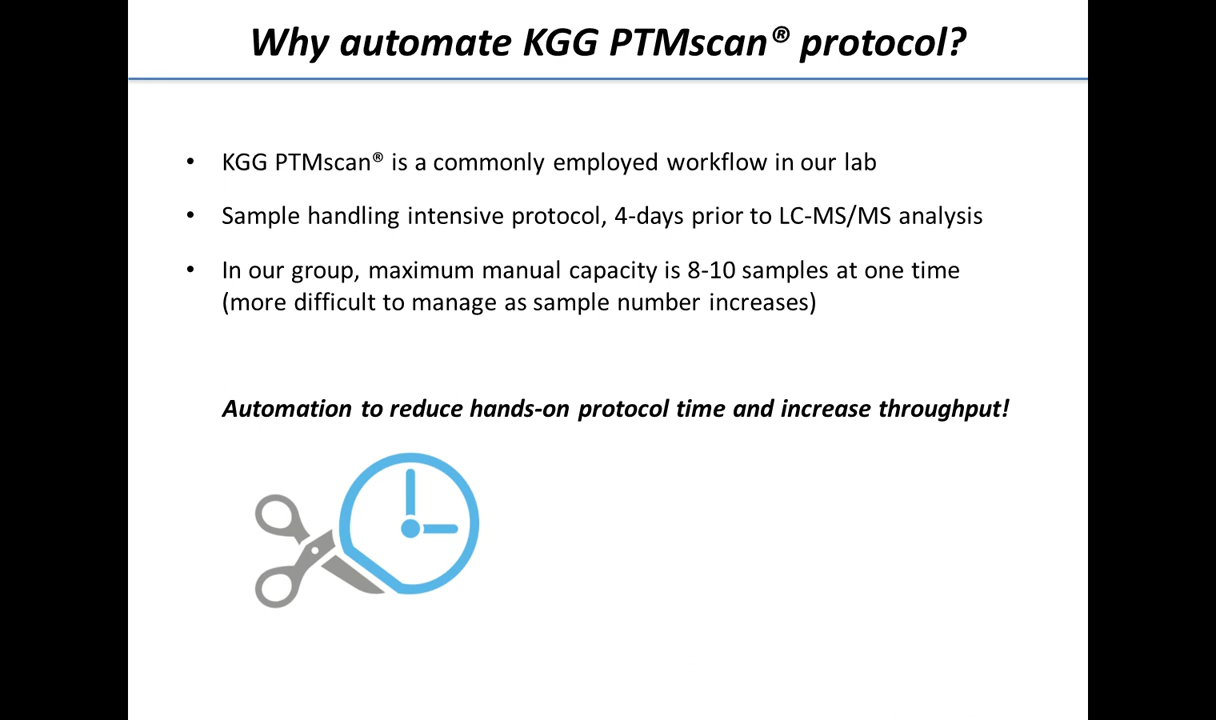 Why automate KGG PTMscan® protocol?
• KGG PTMscan® is a commonly employed workflow in our lab
• Sample handling intensive protocol, 4-days prior to LC-MS/MS analysis
• In our group, maximum manual capacity is 8-10 samples at one time
(more difficult to manage as sample number increases)
Automation to reduce hands-on protocol time and increase throughput!